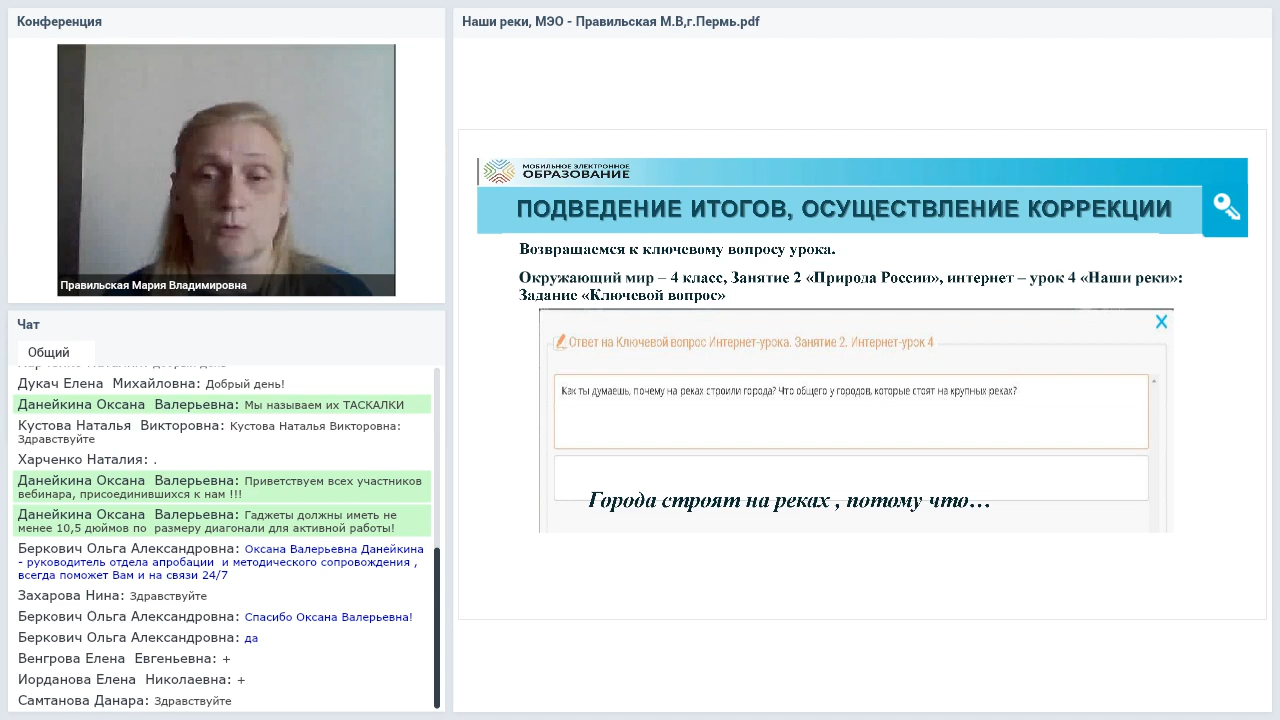 Конференция
Правильская Мария Владимировна
Чат
Общий
Дукач Елена Михайловна: Добрый день!
Данейкина Оксана Валерьевна: Мы называем их ТАСКАЛКИ
Кустова Наталья Викторовна: Кустова Наталья Викторовна:
Здравствуйте
Харченко Наталия: .
Данейкина Оксана Валерьевна: Приветствуем всех участников
вебинара, присоединившихся к нам !!!
Данейкина Оксана Валерьевна: Гаджеты должны иметь не
менее 10,5 дюймов по размеру диагонали для активной работы!
Беркович Ольга Александровна: Оксана Валерьевна Данейкина
- руководитель отдела апробации и методического сопровождения ,
всегда поможет Вам и на связи 24/7
Захарова Нина: Здравствуйте
Беркович Ольга Александровна: Спасибо Оксана Валерьевна!
Беркович Ольга Александровна: да
Венгрова Елена Евгеньевна: +
Иорданова Елена Николаевна: +
Самтанова Данара: Здравствуйте
Наши реки, МЭО - Правильская М.В,г.Пермь.pdf
МОБИЛЬНОЕ ЭЛЕКТРОННОЕ
ОБРАЗОВАНИЕ
ПОДВЕДЕНИЕ ИТОГОВ, ОСУЩЕСТВЛЕНИЕ КОРРЕКЦИИ
Возвращаемся к ключевому вопросу урока.
Окружающий мир – 4 класс, Занятие 2 «Природа России», интернет – урок 4 «Наши реки»:
Задание «Ключевой вопрос»
Ответ на Ключевой вопрос Интернет-урока. Занятие 2. Интернет-урок 4
Как ты думаешь, почему на реках строили города? Что общего у городов, которые стоят на крупных реках?
Города строят на реках , потому что…